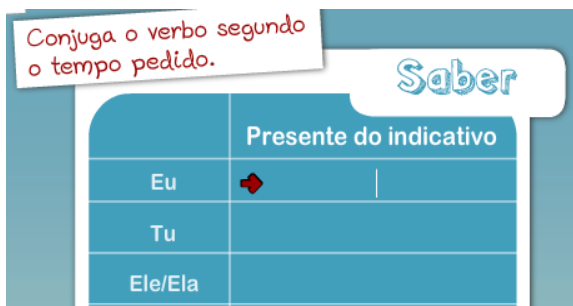 Conjuga o verbo segundo
o tempo pedido.
Saber
Presente do indicativo
Eu
Tu
Ele/Ela